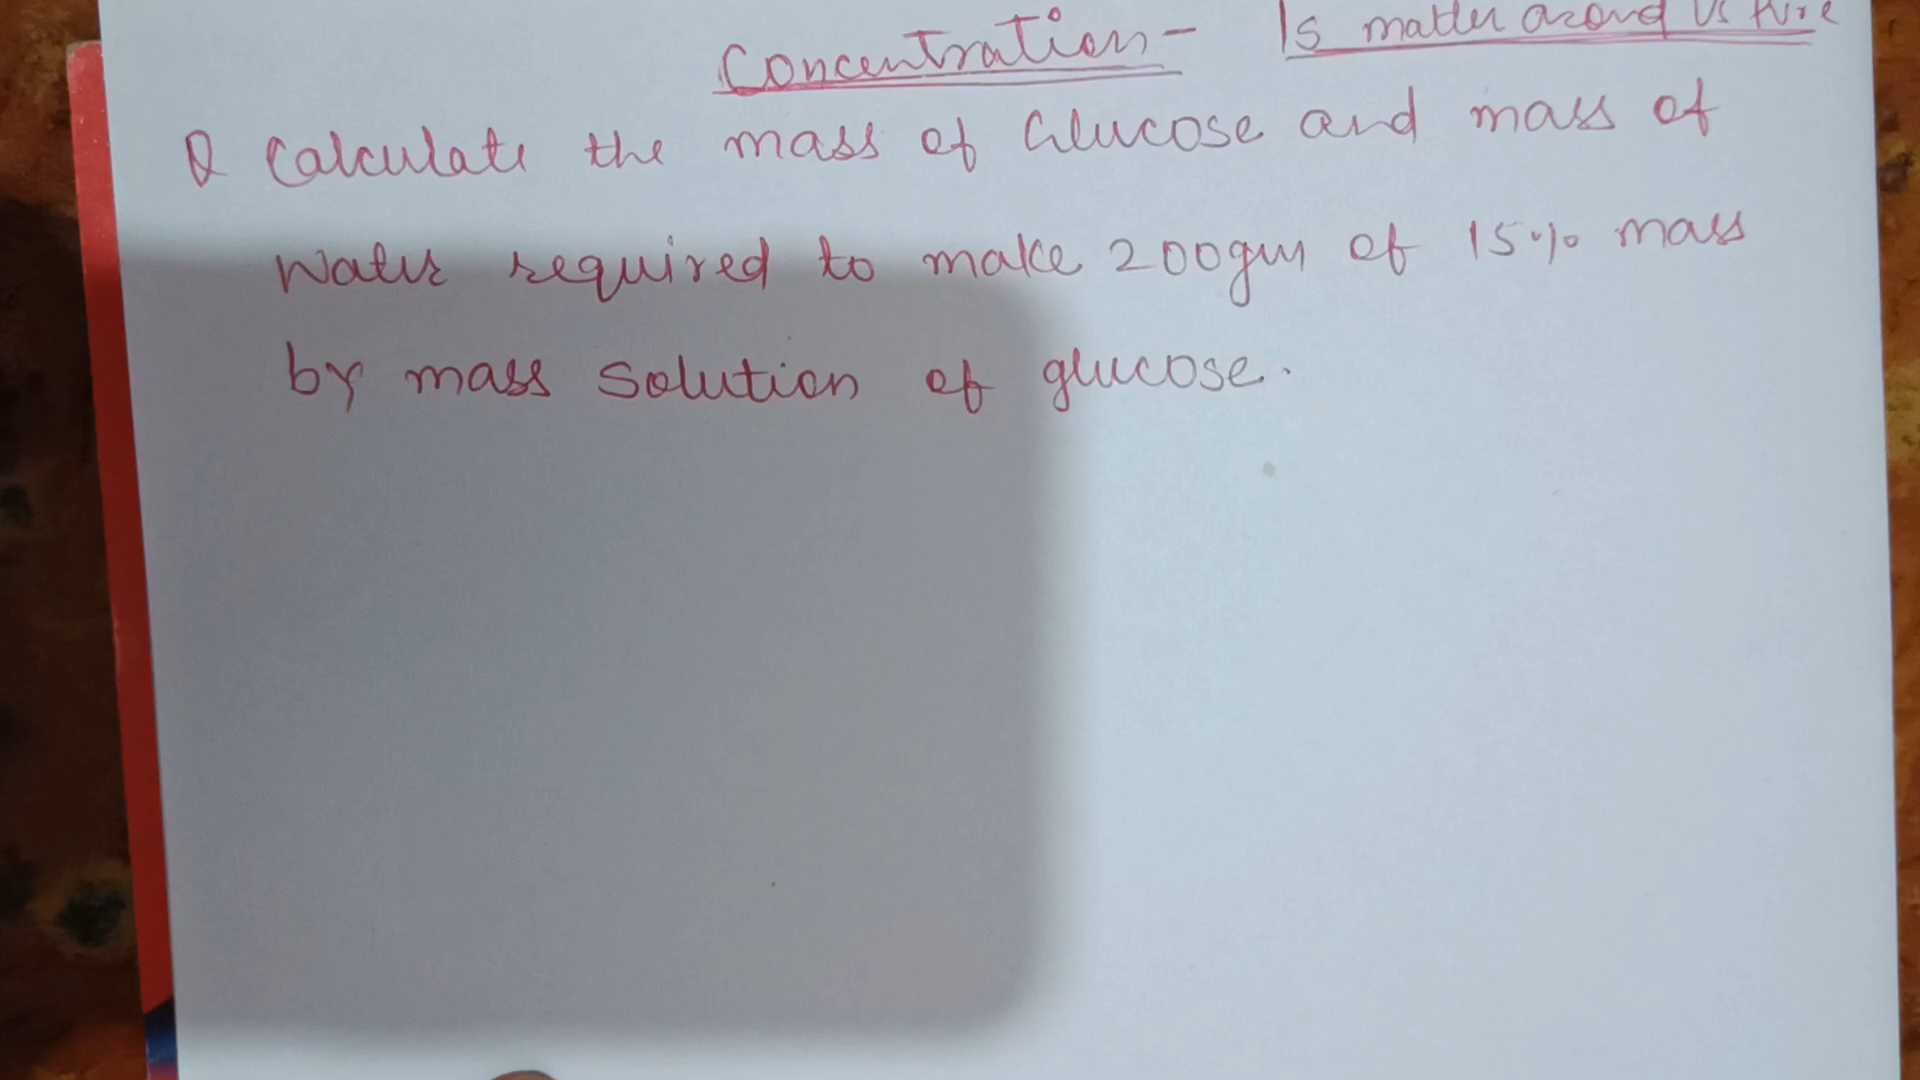 Concentration - Is matter around Us Pure
Q Calculate the mass of Glucose and mass of
Water required to make 200gm of 15% mass
by mass solution of glucose.